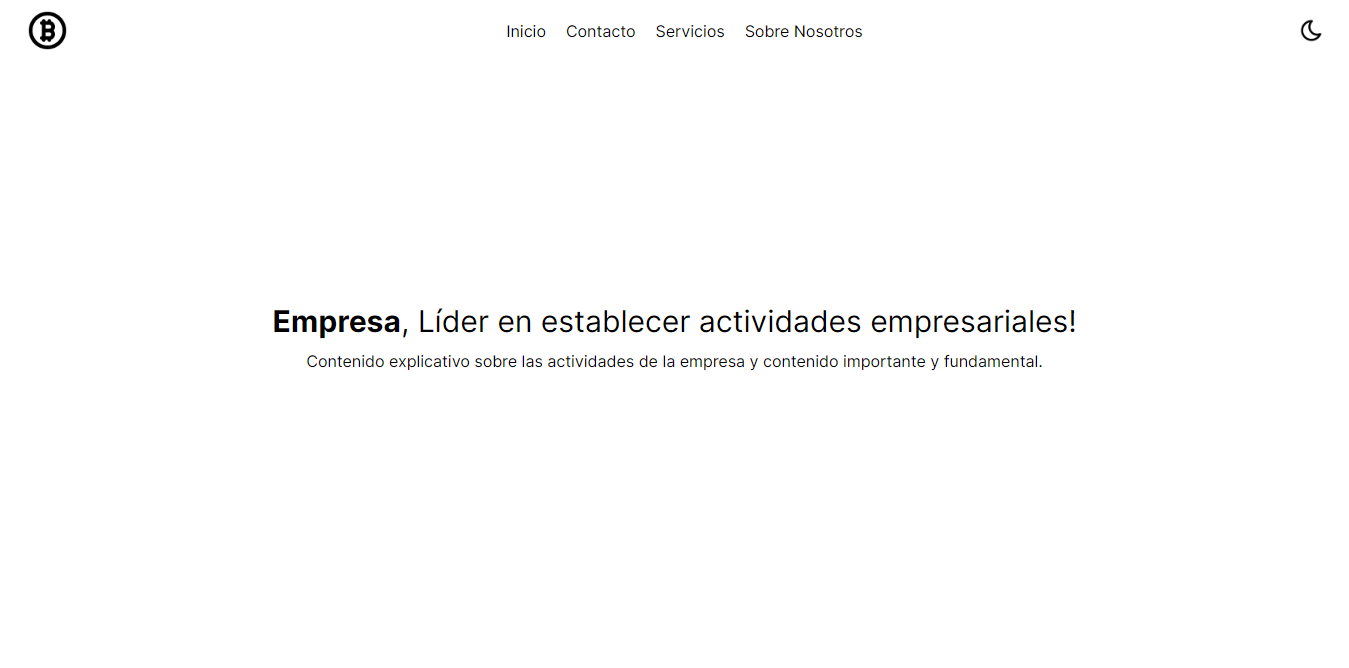 Inicio Contacto Servicios Sobre Nosotros
Empresa, Líder en establecer actividades empresariales!
Contenido explicativo sobre las actividades de la empresa y contenido importante y fundamental.